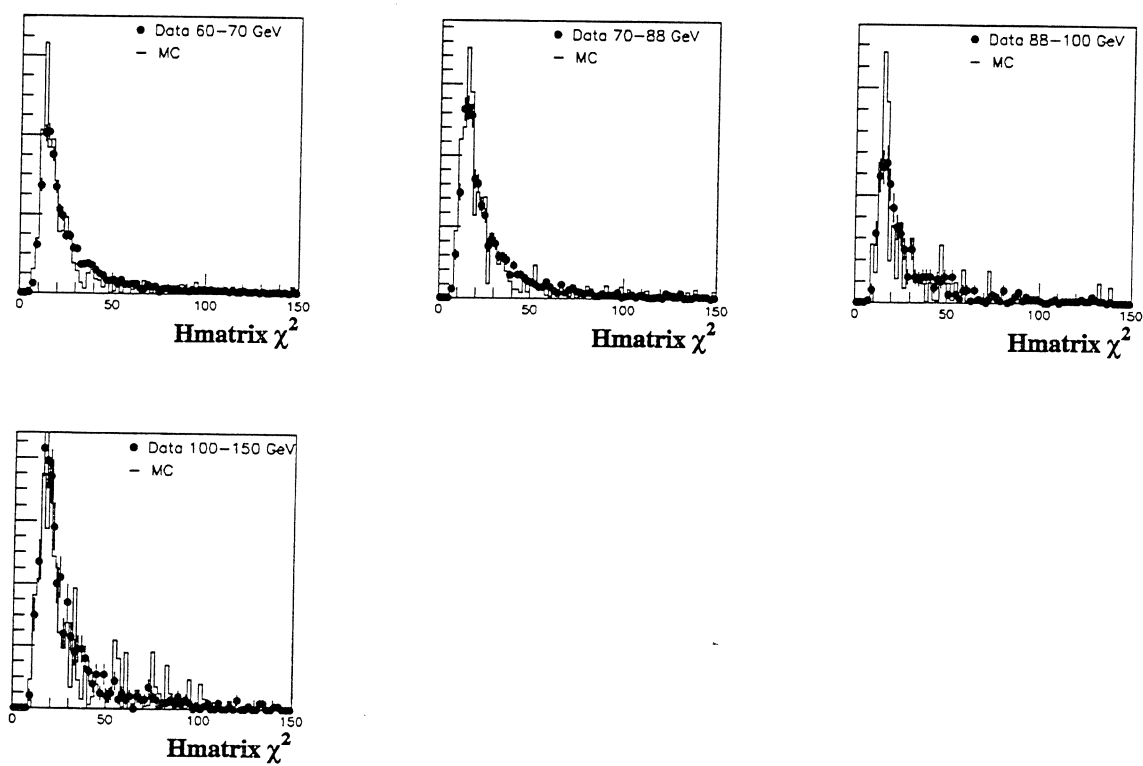 ● Data 60−70 GeV
— MC
0 50 100 150
Hmatrix χ²
● Data 70−88 GeV
— MC
0 50 100 150
Hmatrix χ²
● Data 88−100 GeV
— MC
0 50 100 150
Hmatrix χ²
● Data 100−150 GeV
— MC
0 50 100 150
Hmatrix χ²